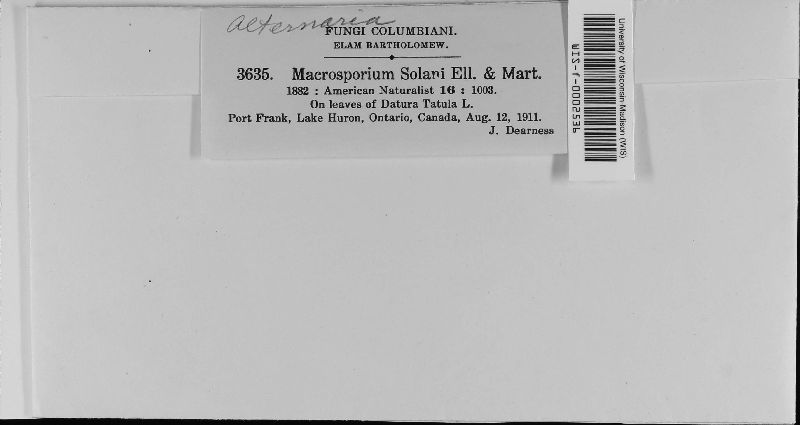 Alternaria
FUNGI COLUMBIANI.
ELAM BARTHOLOMEW.
3635. Macrosporium Solani Ell. & Mart.
1882 : American Naturalist 16 : 1003.
On leaves of Datura Tatula L.
Port Frank, Lake Huron, Ontario, Canada, Aug. 12, 1911.
J. Dearness
WIS-f-0002536
University of Wisconsin Madison (WIS)